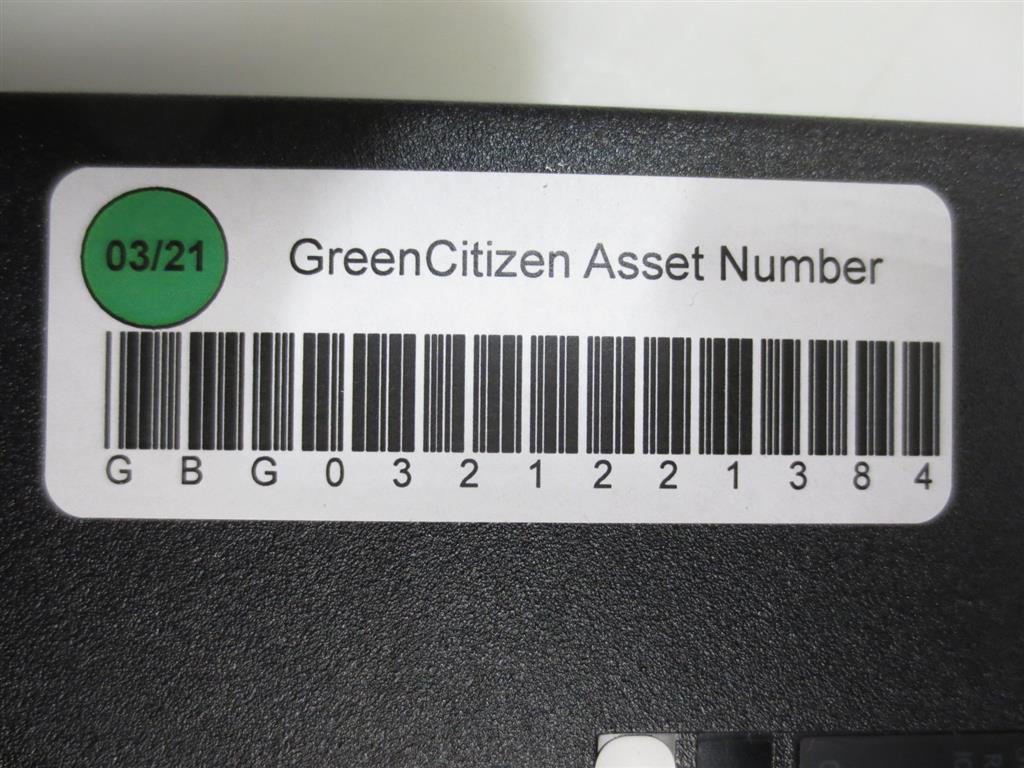 03/21
GreenCitizen Asset Number
G B G 0 3 2 1 2 2 1 3 8 4